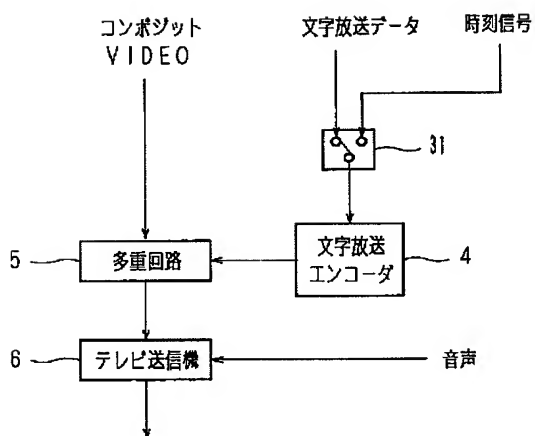 コンポジット
VIDEO
文字放送データ
時刻信号
31
文字放送
エンコーダ
4
5
多重回路
6
テレビ送信機
音声